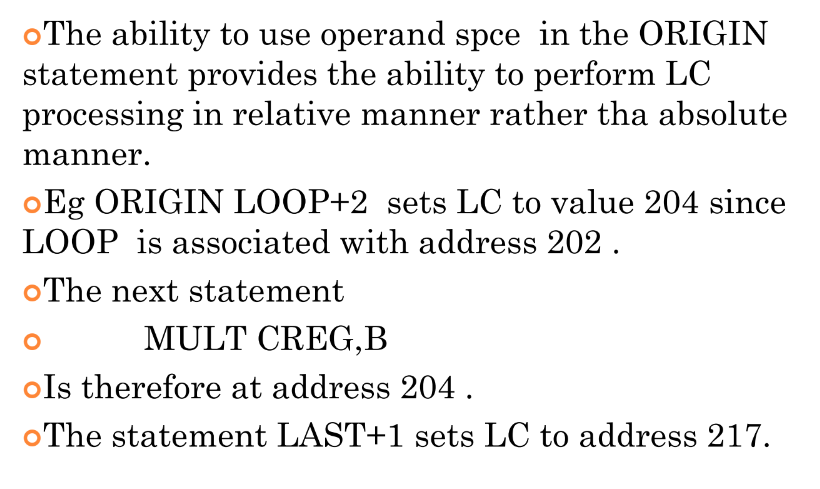 The ability to use operand spce in the ORIGIN
statement provides the ability to perform LC
processing in relative manner rather tha absolute
manner.
Eg ORIGIN LOOP+2 sets LC to value 204 since
LOOP is associated with address 202 .
The next statement
MULT CREG,B
Is therefore at address 204 .
The statement LAST+1 sets LC to address 217.